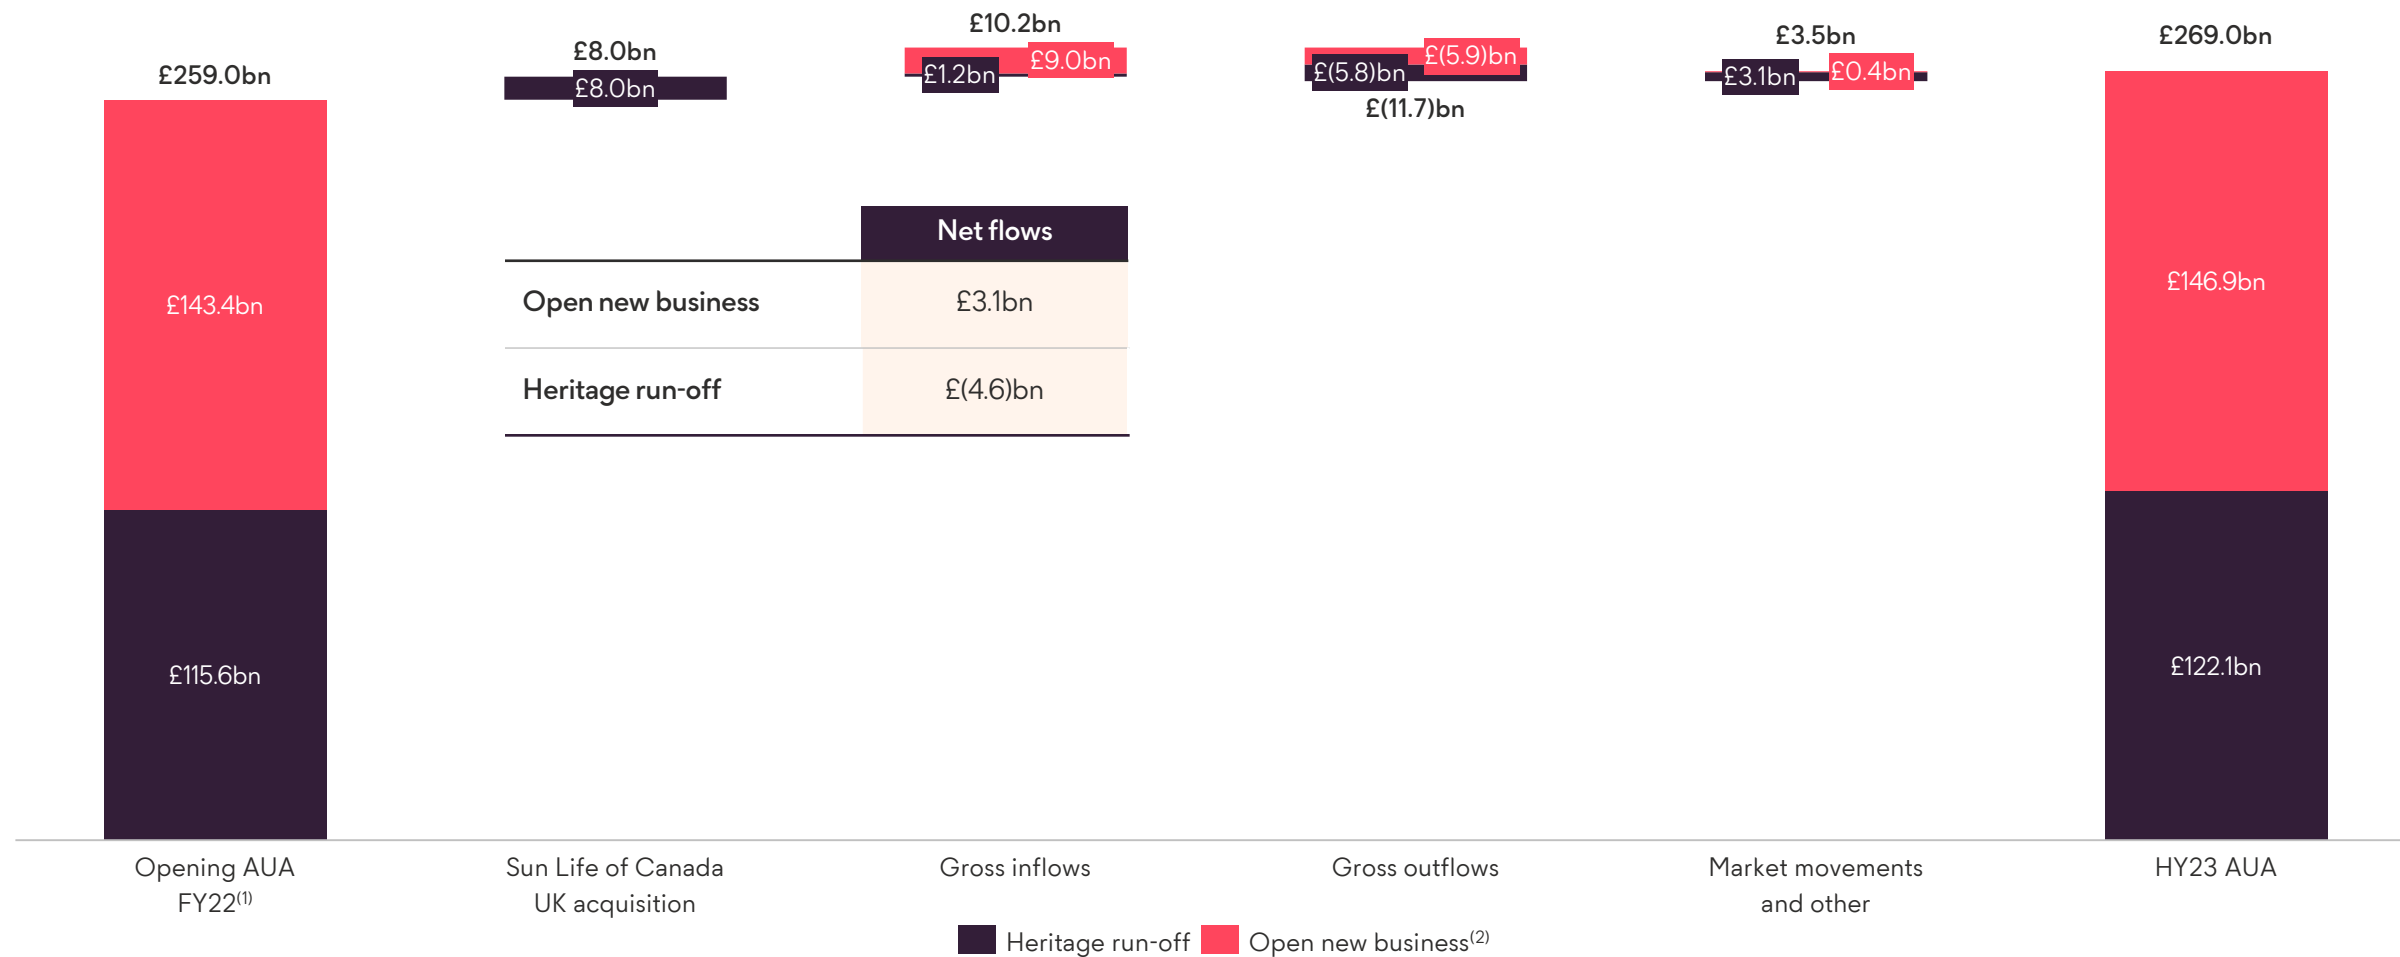 £259.0bn
£143.4bn
£115.6bn
£8.0bn
£8.0bn
£10.2bn
£9.0bn
£1.2bn
£(5.9)bn
£(5.8)bn
£(11.7)bn
£3.5bn
£3.1bn
£0.4bn
£269.0bn
£146.9bn
£122.1bn
Net flows
Open new business £3.1bn
Heritage run-off £(4.6)bn
Opening AUA
FY22(1)
Sun Life of Canada
UK acquisition
Gross inflows
Gross outflows
Market movements
and other
HY23 AUA
Heritage run-off
Open new business(2)